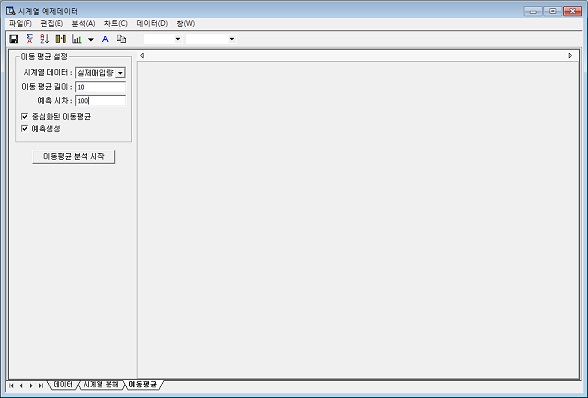 시계열 예제데이터
파일(F) 편집(E) 분석(A) 차트(C) 데이터(D) 창(W)
이동 평균 설정
시계열 데이터 : 실제매입량
이동 평균 길이 : 10
예측 시차 : 100
중심화된 이동평균
예측생성
이동평균 분석 시작
데이터 시계열 분해 이동평균